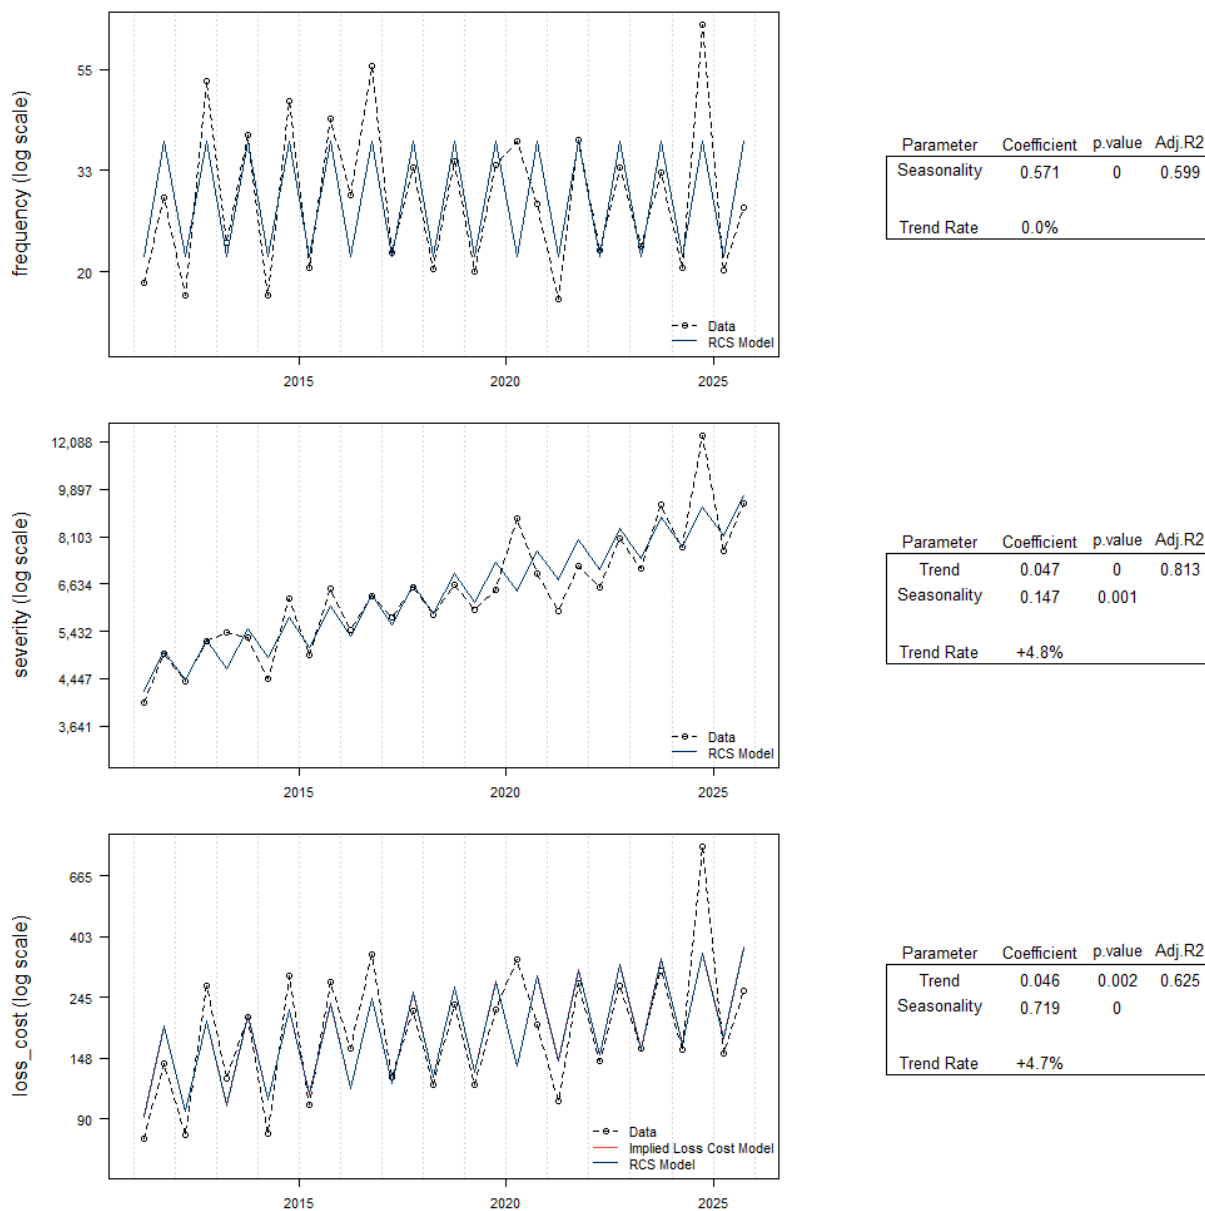 frequency (log scale)
55
33
20
Data
RCS Model
2015 2020 2025
Parameter Coefficient p.value Adj.R2
Seasonality 0.571 0 0.599
Trend Rate 0.0%
severity (log scale)
12,088
9,897
8,103
6,634
5,432
4,447
3,641
Data
RCS Model
2015 2020 2025
Parameter Coefficient p.value Adj.R2
Trend 0.047 0 0.813
Seasonality 0.147 0.001
Trend Rate +4.8%
loss_cost (log scale)
665
403
245
148
90
Data
Implied Loss Cost Model
RCS Model
2015 2020 2025
Parameter Coefficient p.value Adj.R2
Trend 0.046 0.002 0.625
Seasonality 0.719 0
Trend Rate +4.7%